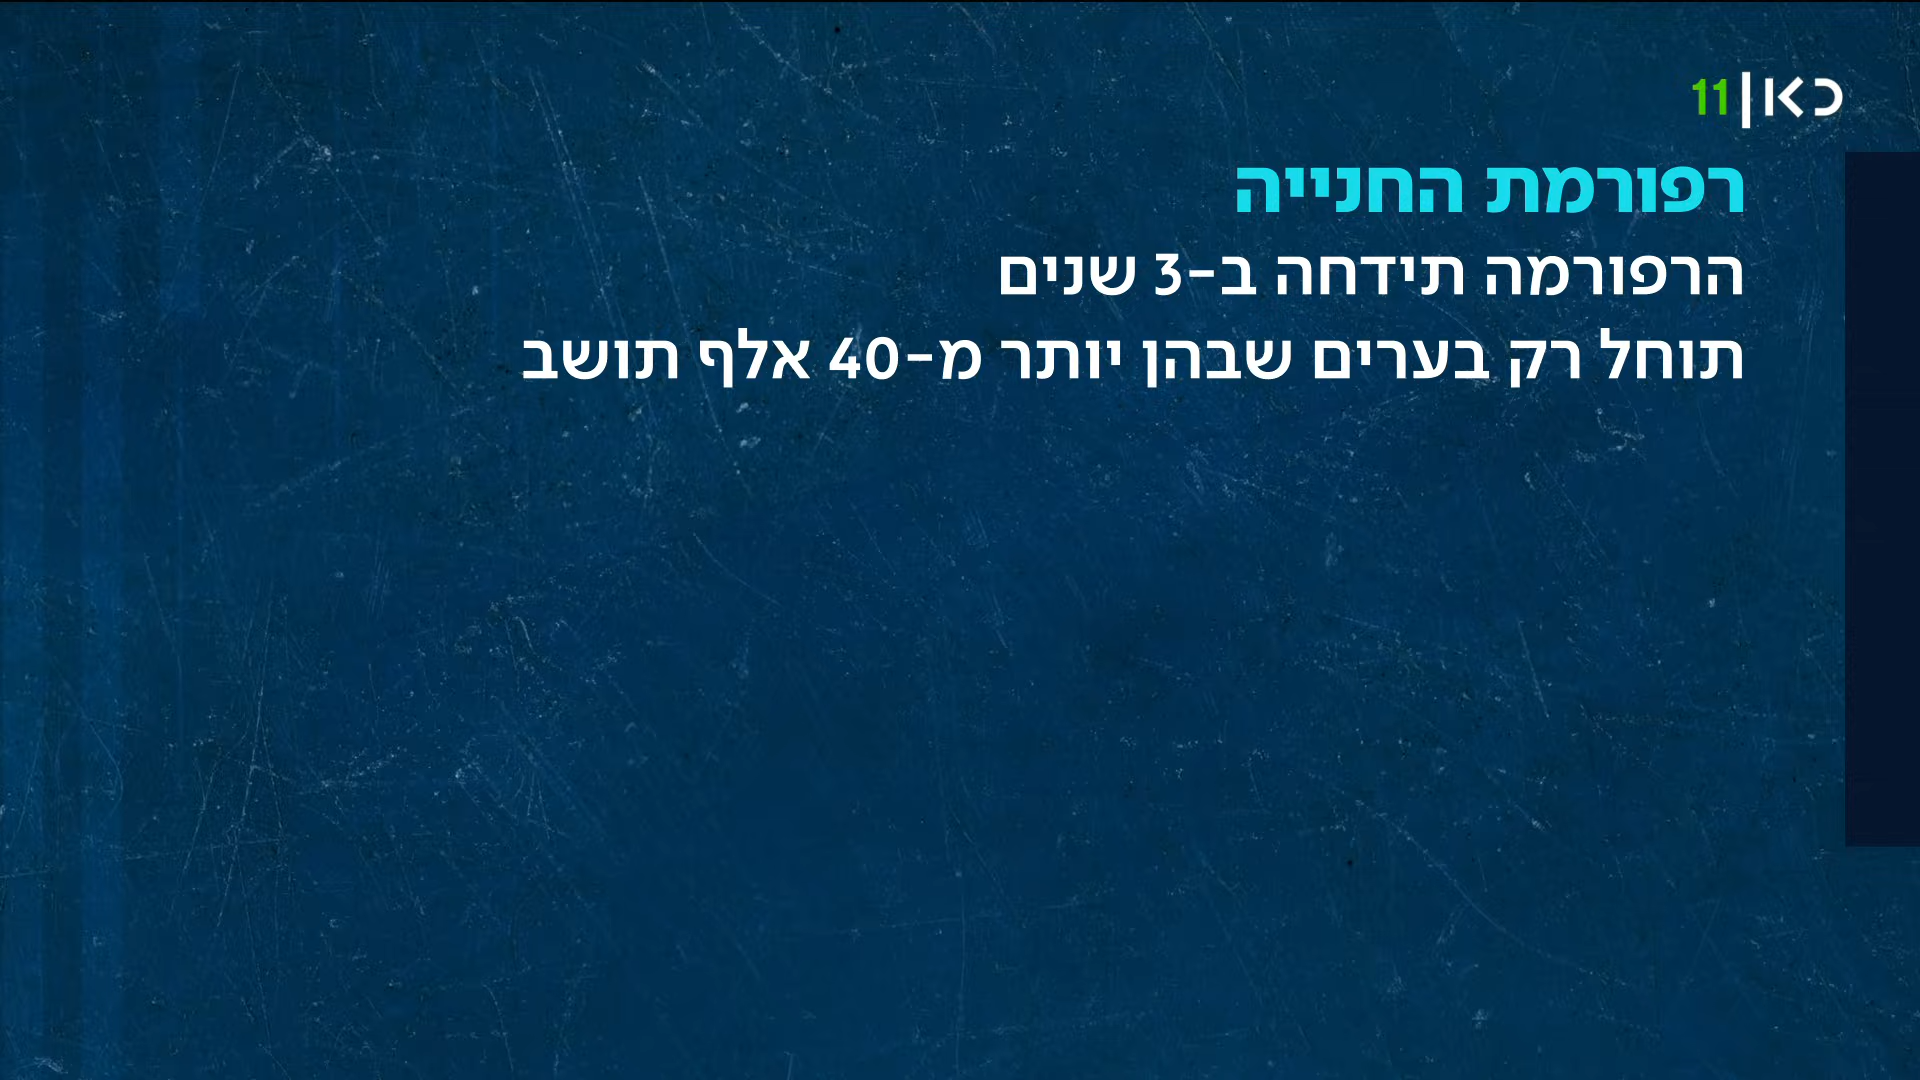 כאן | 11
רפורמת החנייה
הרפורמה תידחה ב-3 שנים
תוחל רק בערים שבהן יותר מ-40 אלף תושב